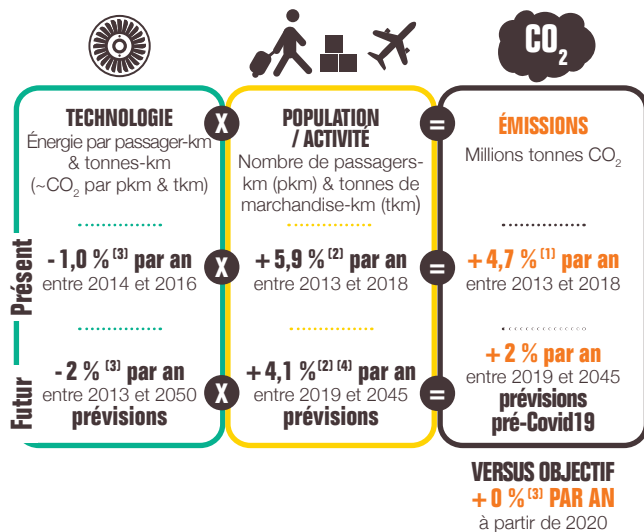 CO₂
TECHNOLOGIE
Énergie par passager-km
& tonnes-km
(~CO₂ par pkm & tkm)
X
POPULATION
/ ACTIVITÉ
Nombre de passagers-
km (pkm) & tonnes de
marchandise-km (tkm)
=
ÉMISSIONS
Millions tonnes CO₂
Présent
- 1,0 % (3) par an
entre 2014 et 2016
X
+ 5,9 % (2) par an
entre 2013 et 2018
=
+ 4,7 % (1) par an
entre 2013 et 2018
Futur
- 2 % (3) par an
entre 2013 et 2050
prévisions
X
+ 4,1 % (2) (4) par an
entre 2019 et 2045
prévisions
=
+ 2 % par an
entre 2019 et 2045
prévisions
pré-Covid19
VERSUS OBJECTIF
+ 0 % (3) PAR AN
à partir de 2020